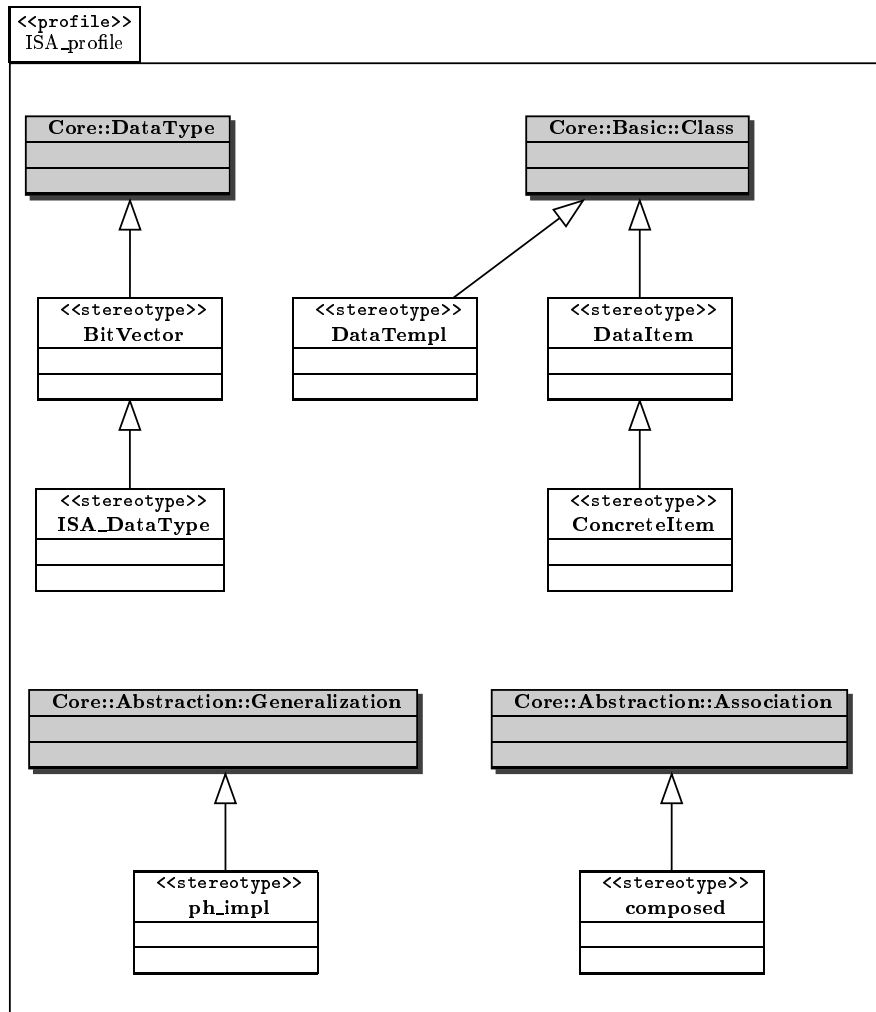 <<profile>>
ISA_profile
Core::DataType
Core::Basic::Class
<<stereotype>>
BitVector
<<stereotype>>
DataTempl
<<stereotype>>
DataItem
<<stereotype>>
ISA_DataType
<<stereotype>>
ConcreteItem
Core::Abstraction::Generalization
Core::Abstraction::Association
<<stereotype>>
ph_impl
<<stereotype>>
composed